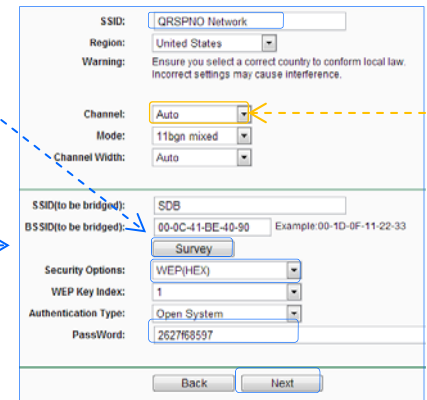 SSID: QRSPNO Network
Region: United States
Warning: Ensure you select a correct country to conform local law.
Incorrect settings may cause interference.
Channel: Auto
Mode: 11bgn mixed
Channel Width: Auto
SSID(to be bridged): SDB
BSSID(to be bridged): 00-0C-41-BE-40-90 Example:00-1D-0F-11-22-33
Survey
Security Options: WEP(HEX)
WEP Key Index: 1
Authentication Type: Open System
PassWord: 2627f68597
Back Next